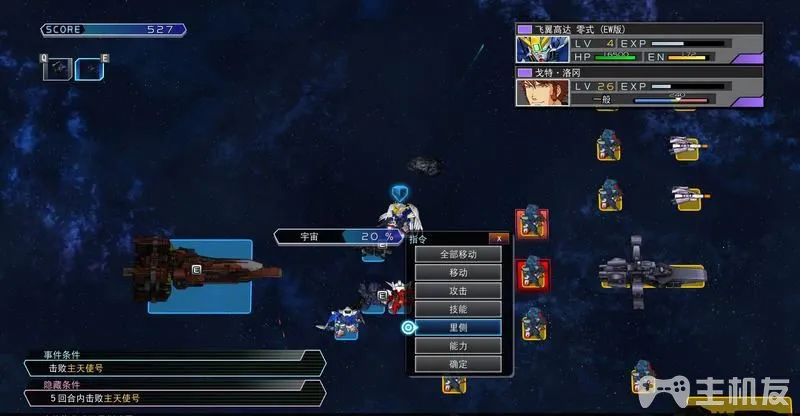 SCORE 527
Q E
飞翼高达 零式 (EW版)
LV 4 EXP
HP 16500 EN 172
戈特·洛冈
LV 26 EXP
一般 240
宇宙 20 %
E
E
E
指令 x
全部移动
移动
攻击
技能
里侧
能力
确定
事件条件
击败主天使号
隐藏条件
5回合内击败主天使号
主机友